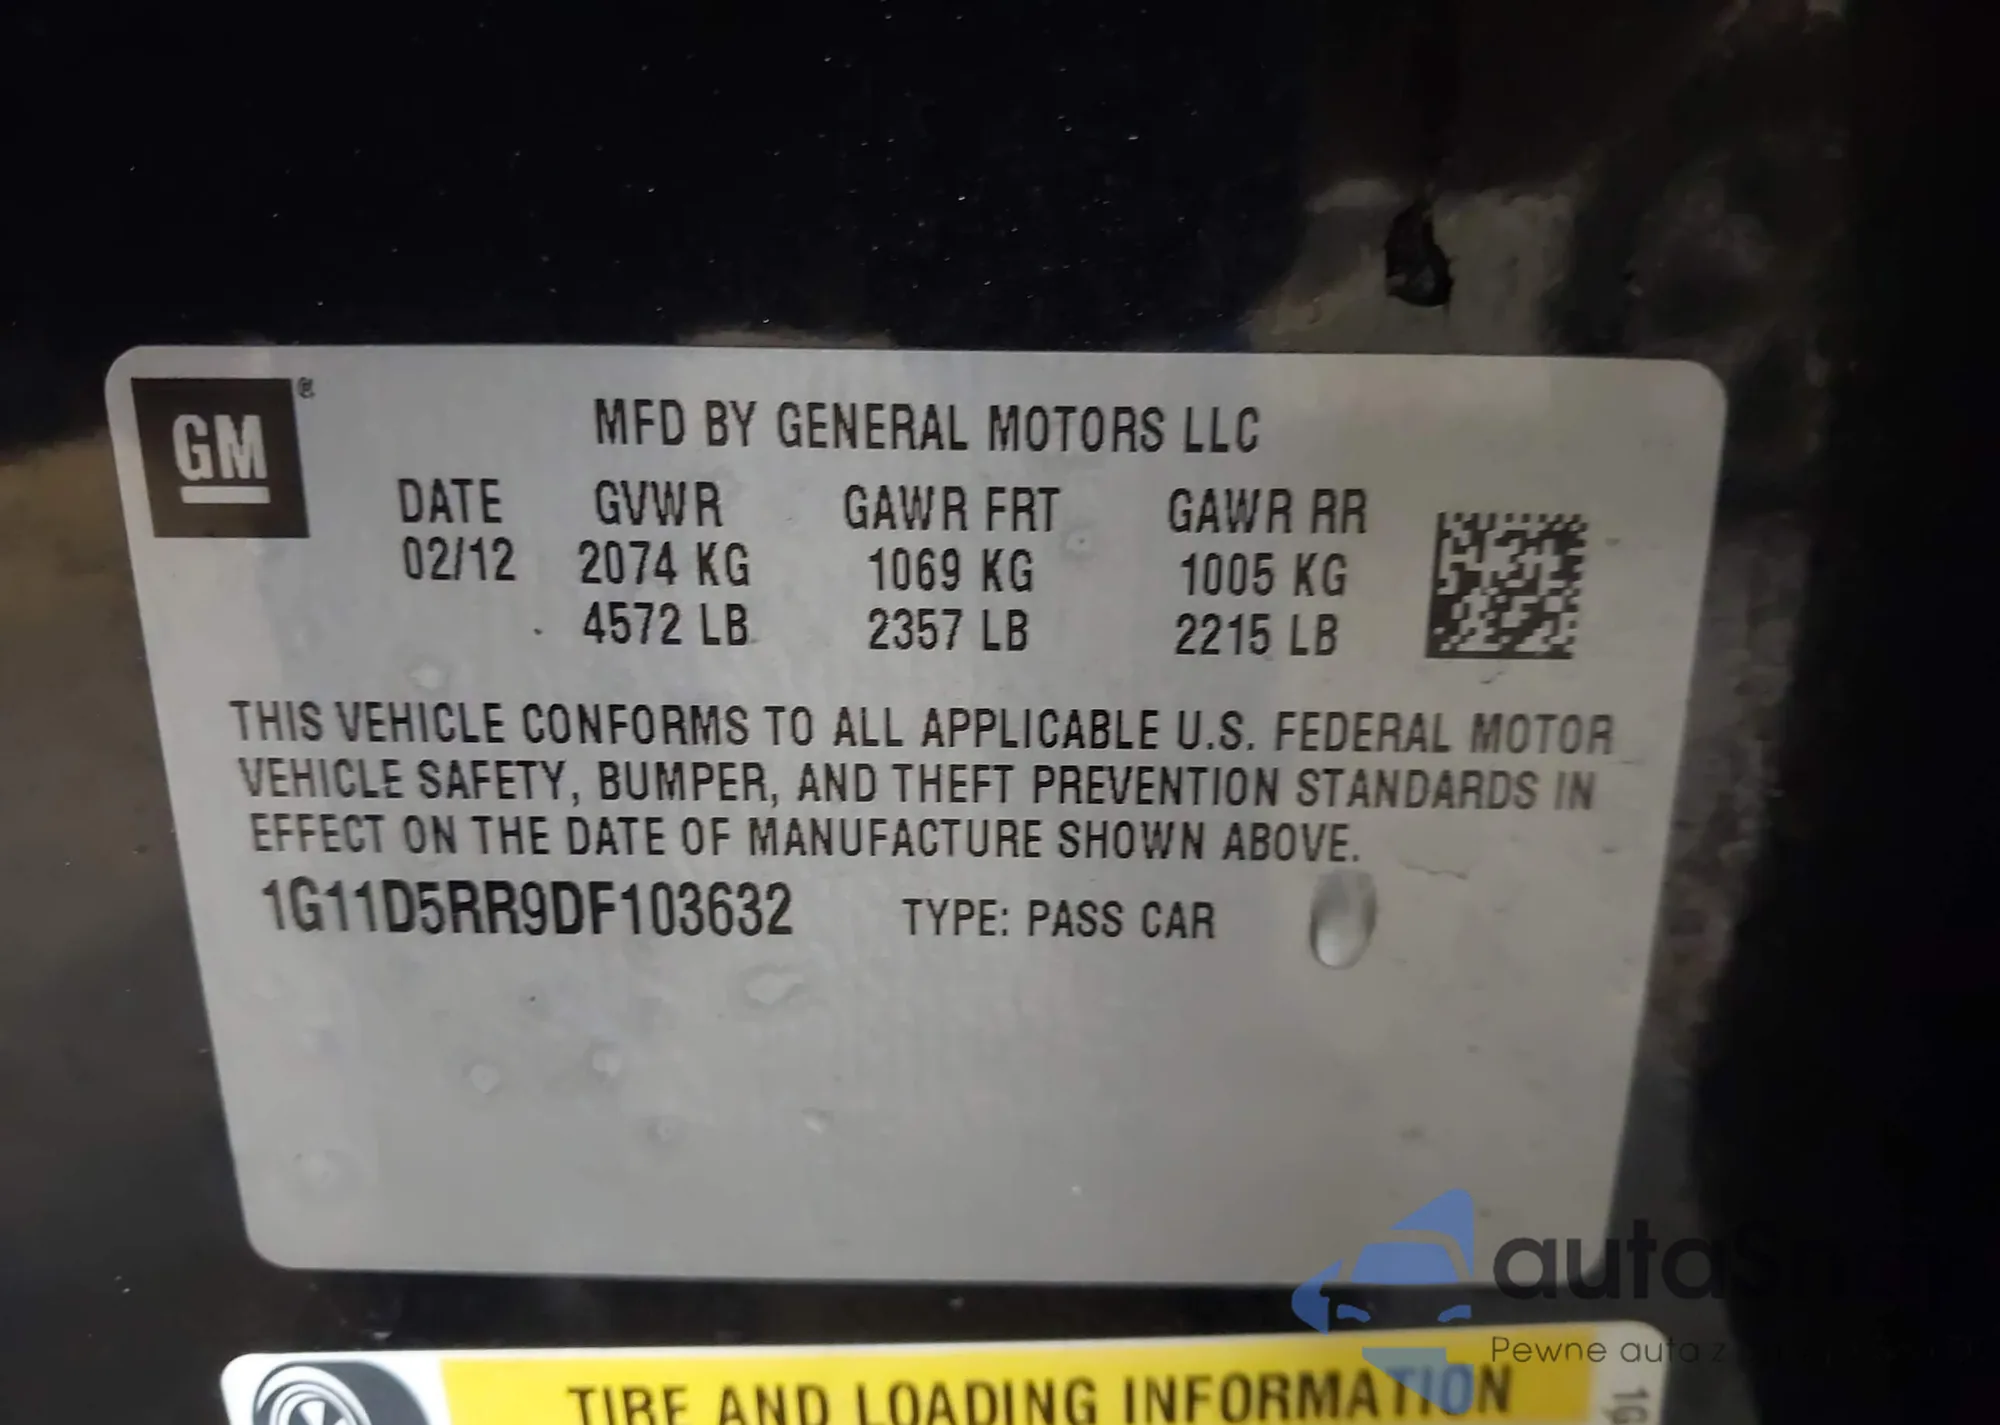 GM®
MFD BY GENERAL MOTORS LLC
DATE GVWR GAWR FRT GAWR RR
02/12 2074 KG 1069 KG 1005 KG
4572 LB 2357 LB 2215 LB
THIS VEHICLE CONFORMS TO ALL APPLICABLE U.S. FEDERAL MOTOR
VEHICLE SAFETY, BUMPER, AND THEFT PREVENTION STANDARDS IN
EFFECT ON THE DATE OF MANUFACTURE SHOWN ABOVE.
1G11D5RR9DF103632 TYPE: PASS CAR
Pewne auta z
TIRE AND LOADING INFORMATION
1G